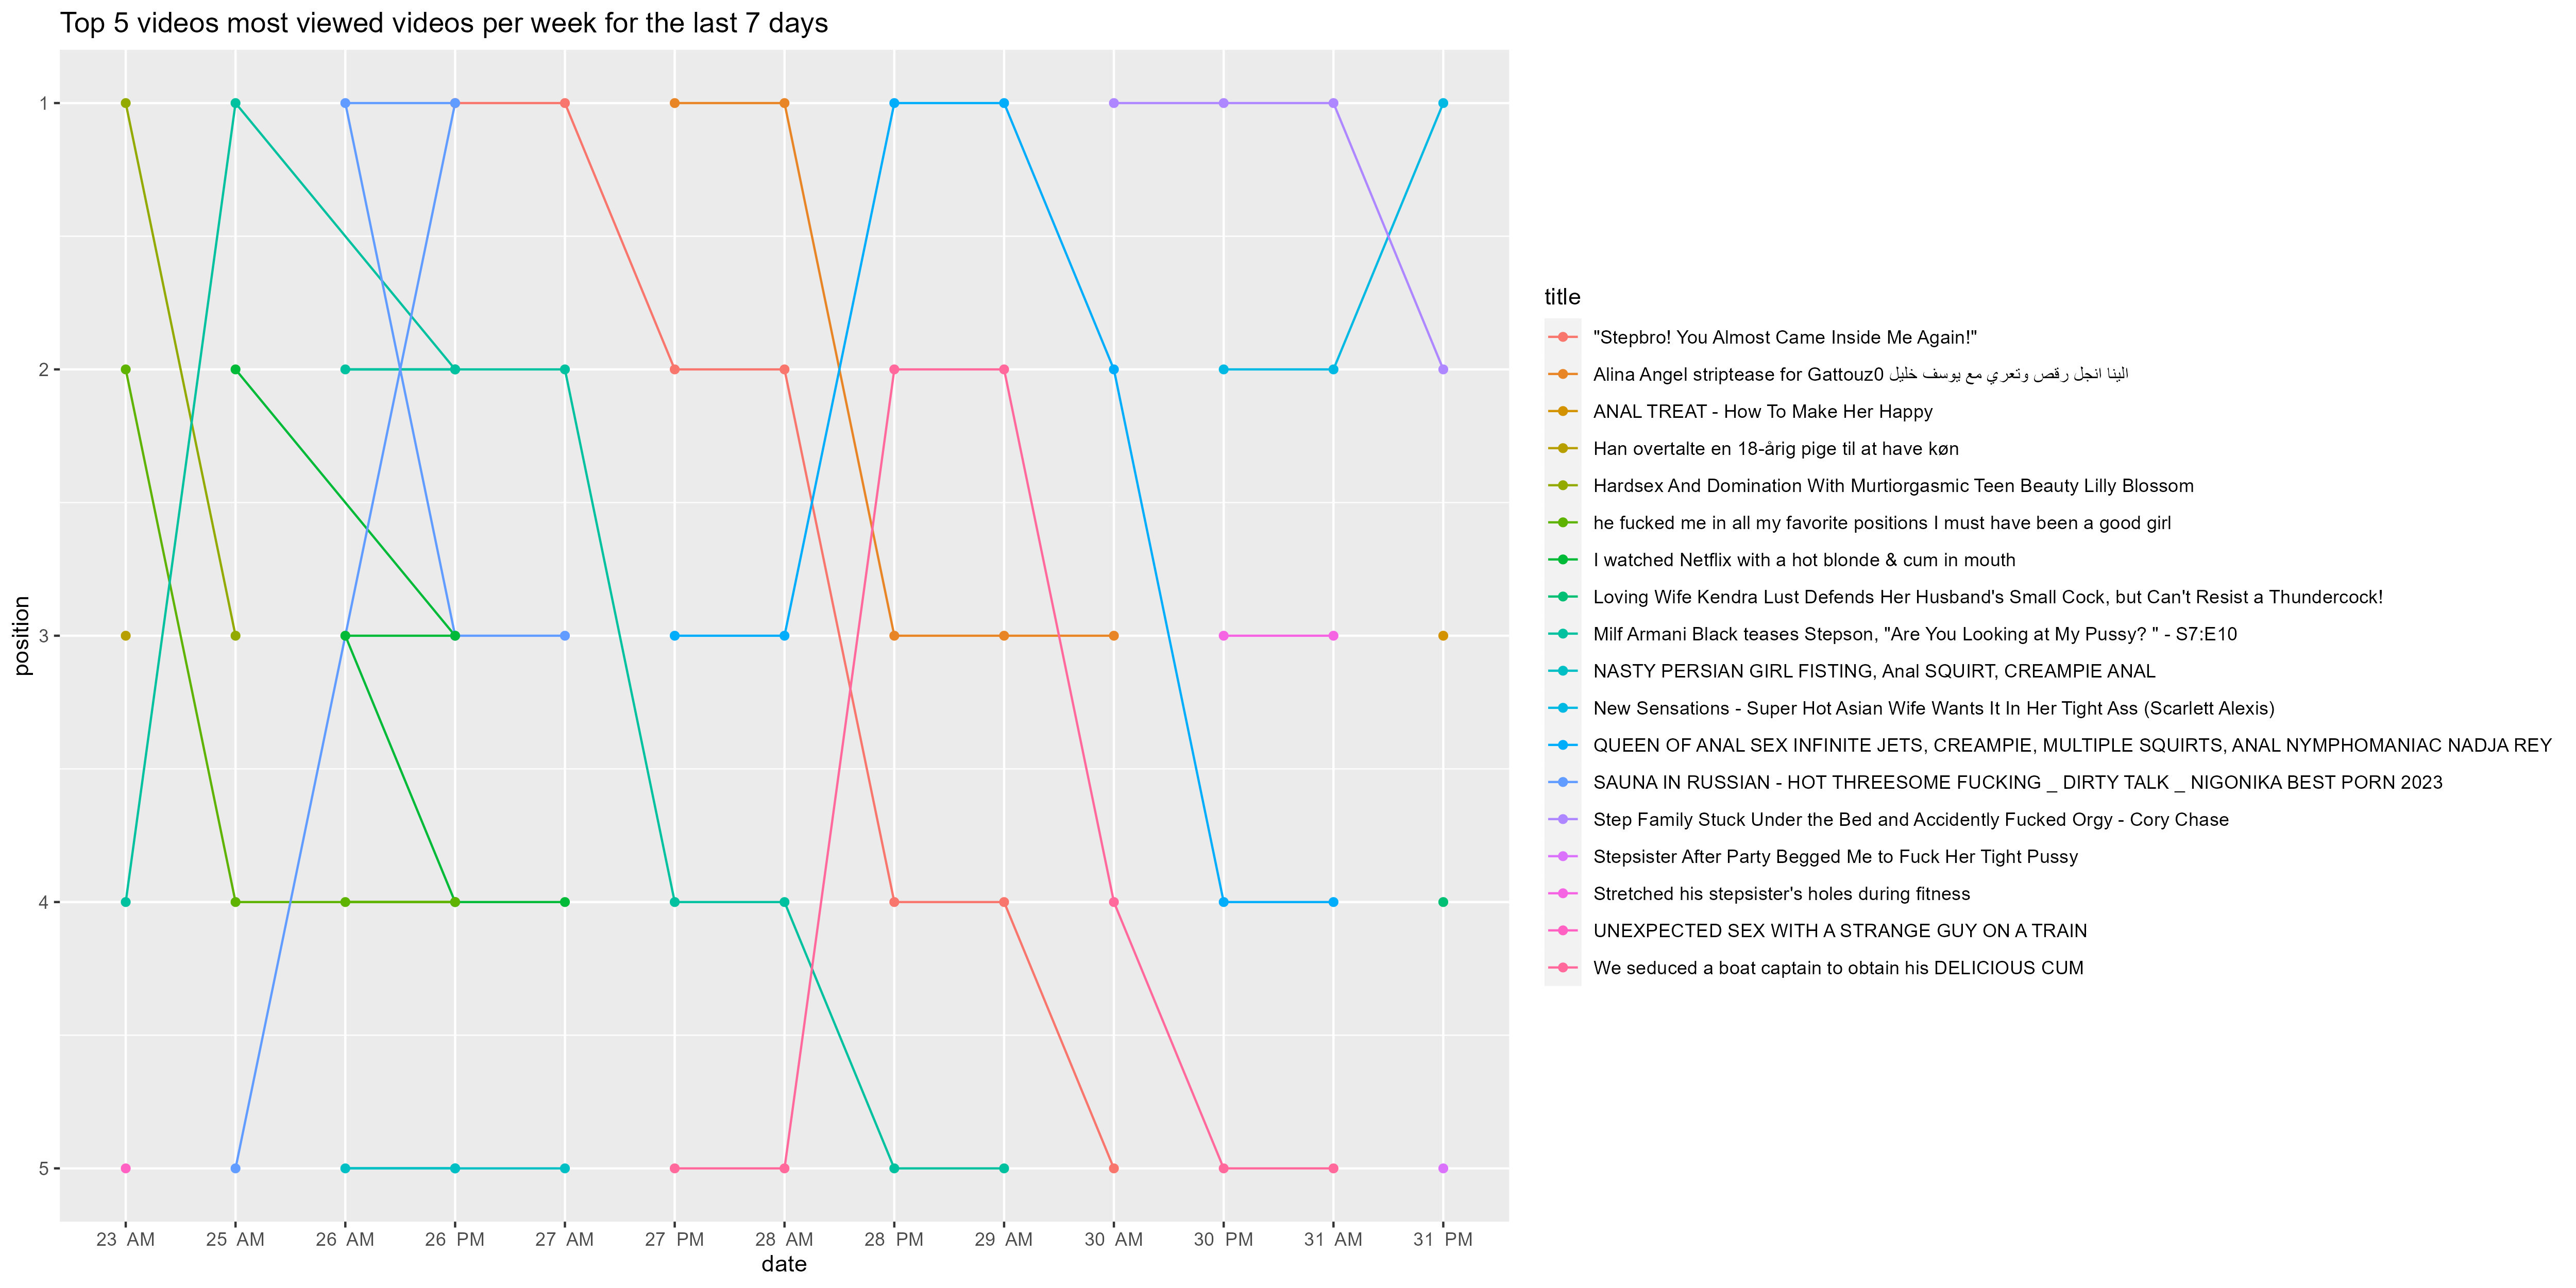 Top 5 videos most viewed videos per week for the last 7 days
1
2
3
4
5
position
23 AM
25 AM
26 AM
26 PM
27 AM
27 PM
28 AM
28 PM
29 AM
30 AM
30 PM
31 AM
31 PM
date
title
"Stepbro! You Almost Came Inside Me Again!"
Alina Angel striptease for Gattouz0 الينا انجل رقص وتعري مع يوسف خليل
ANAL TREAT - How To Make Her Happy
Han overtalte en 18-årig pige til at have køn
Hardsex And Domination With Murtiorgasmic Teen Beauty Lilly Blossom
he fucked me in all my favorite positions I must have been a good girl
I watched Netflix with a hot blonde & cum in mouth
Loving Wife Kendra Lust Defends Her Husband's Small Cock, but Can't Resist a Thundercock!
Milf Armani Black teases Stepson, "Are You Looking at My Pussy? " - S7:E10
NASTY PERSIAN GIRL FISTING, Anal SQUIRT, CREAMPIE ANAL
New Sensations - Super Hot Asian Wife Wants It In Her Tight Ass (Scarlett Alexis)
QUEEN OF ANAL SEX INFINITE JETS, CREAMPIE, MULTIPLE SQUIRTS, ANAL NYMPHOMANIAC NADJA REY
SAUNA IN RUSSIAN - HOT THREESOME FUCKING _ DIRTY TALK _ NIGONIKA BEST PORN 2023
Step Family Stuck Under the Bed and Accidently Fucked Orgy - Cory Chase
Stepsister After Party Begged Me to Fuck Her Tight Pussy
Stretched his stepsister's holes during fitness
UNEXPECTED SEX WITH A STRANGE GUY ON A TRAIN
We seduced a boat captain to obtain his DELICIOUS CUM